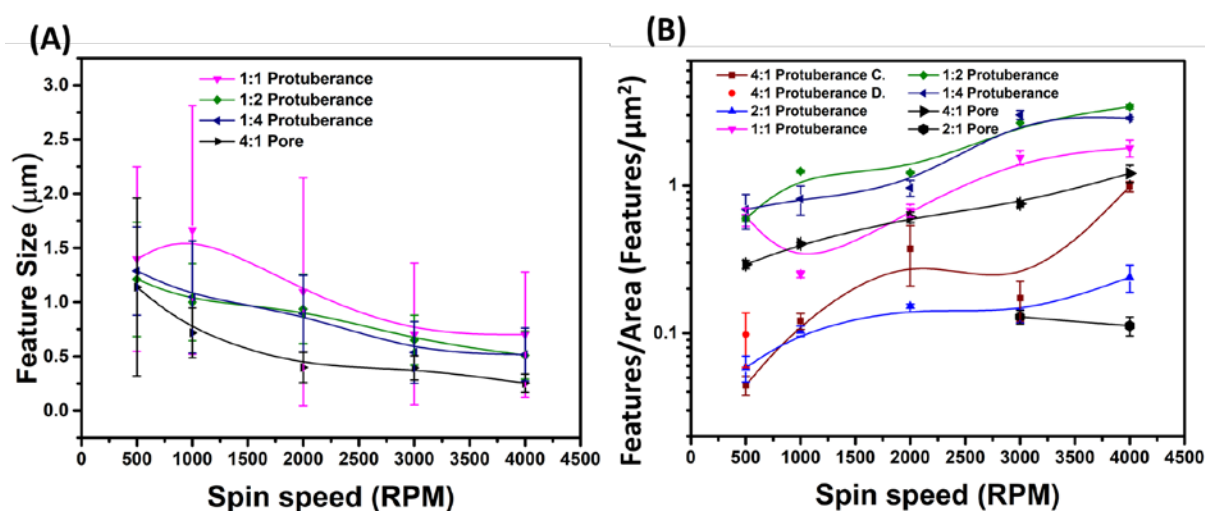 (A)
3.0
2.5
2.0
1.5
1.0
0.5
0.0
Feature Size (μm)
1:1 Protuberance
1:2 Protuberance
1:4 Protuberance
4:1 Pore
500 1000 1500 2000 2500 3000 3500 4000 4500
Spin speed (RPM)
(B)
1
0.1
Features/Area (Features/μm²)
4:1 Protuberance C.
4:1 Protuberance D.
2:1 Protuberance
1:1 Protuberance
1:2 Protuberance
1:4 Protuberance
4:1 Pore
2:1 Pore
500 1000 1500 2000 2500 3000 3500 4000 4500
Spin speed (RPM)